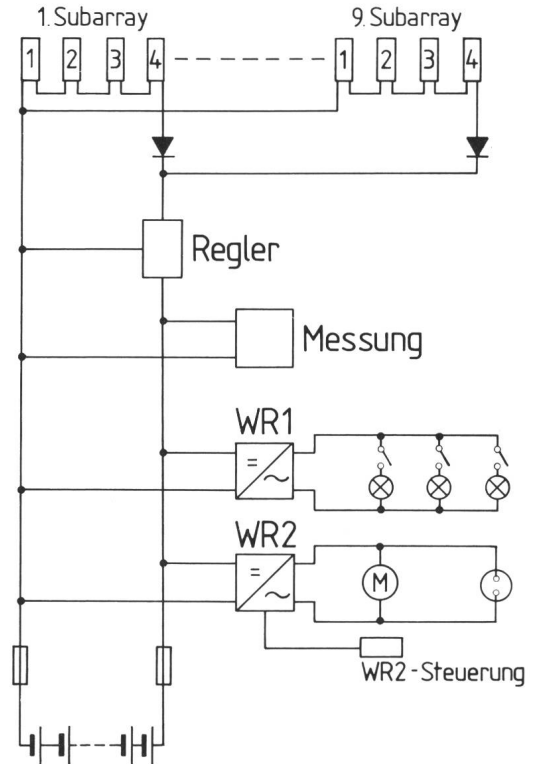 1. Subarray
9. Subarray
1 2 3 4
1 2 3 4
Regler
Messung
WR1
= ~
WR2
= ~
M
WR2-Steuerung